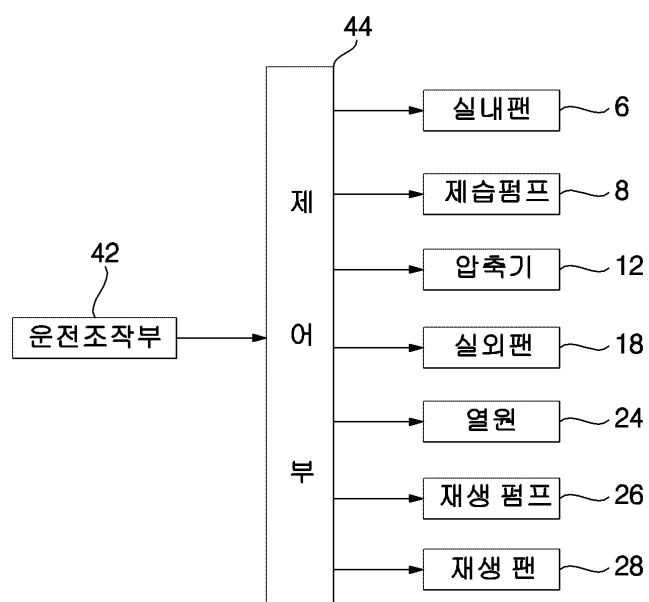 44
실내팬 6
제습펌프 8
42
압축기 12
운전조작부
제어부
실외팬 18
열원 24
재생 펌프 26
재생 팬 28